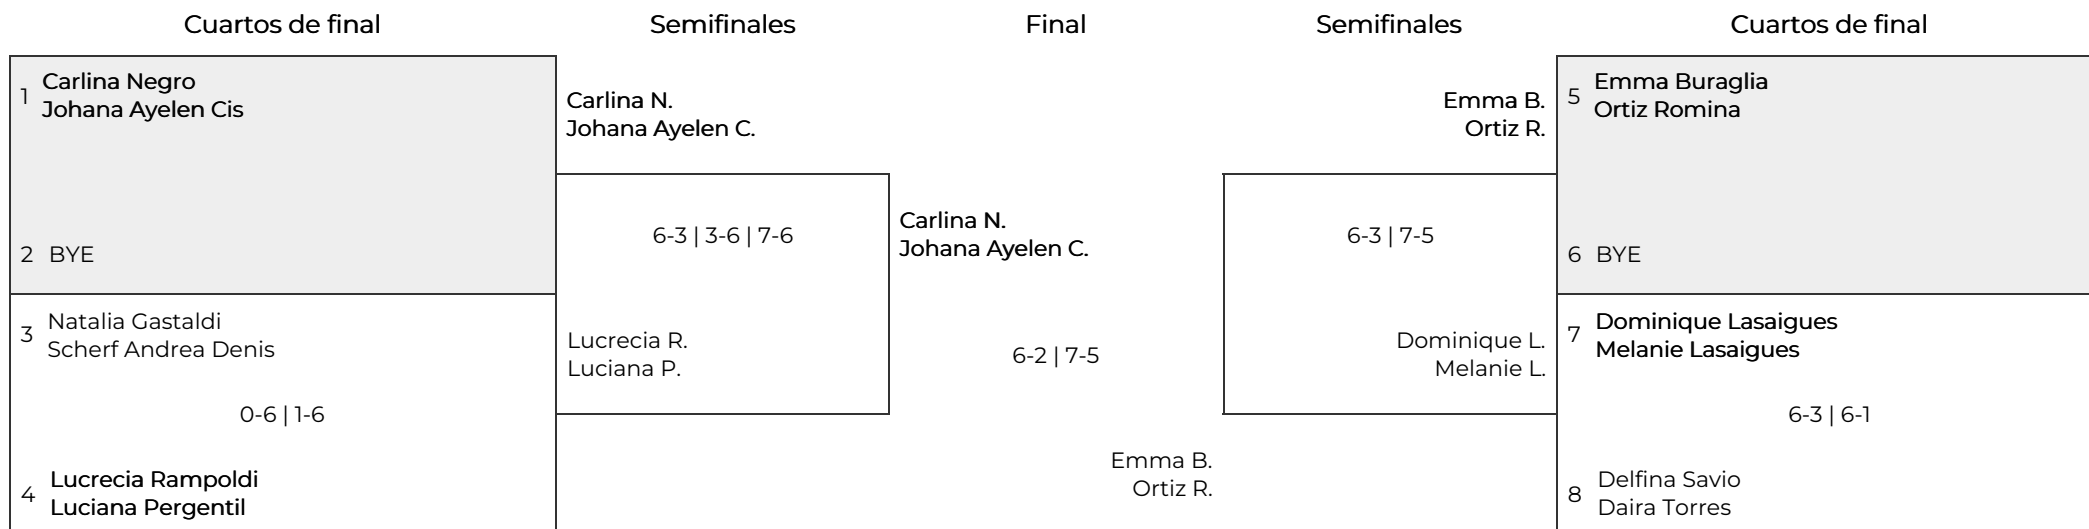 Cuartos de final
Semifinales
Final
Semifinales
Cuartos de final
1
Carlina Negro
Johana Ayelen Cis
2 BYE
3
Natalia Gastaldi
Scherf Andrea Denis
0-6 | 1-6
4
Lucrecia Rampoldi
Luciana Pergentil
Carlina N.
Johana Ayelen C.
6-3 | 3-6 | 7-6
Lucrecia R.
Luciana P.
Carlina N.
Johana Ayelen C.
6-2 | 7-5
Emma B.
Ortiz R.
Emma B.
Ortiz R.
6-3 | 7-5
Dominique L.
Melanie L.
5
Emma Buraglia
Ortiz Romina
6 BYE
7
Dominique Lasaigues
Melanie Lasaigues
6-3 | 6-1
8
Delfina Savio
Daira Torres